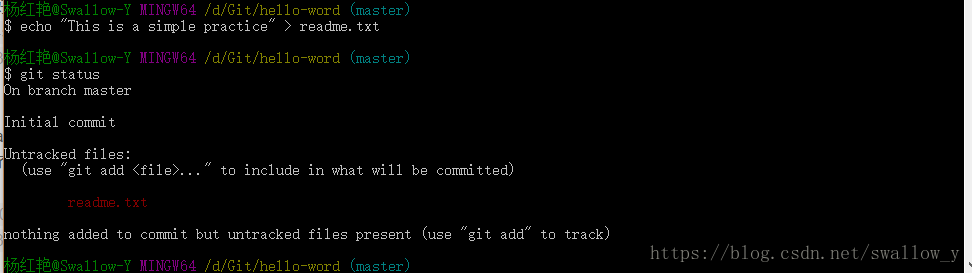 杨红艳@Swallow-Y MINGW64 /d/Git/hello-word (master)
$ echo "This is a simple practice" > readme.txt
杨红艳@Swallow-Y MINGW64 /d/Git/hello-word (master)
$ git status
On branch master
Initial commit
Untracked files:
(use "git add <file>..." to include in what will be committed)
readme.txt
nothing added to commit but untracked files present (use "git add" to track)
https://blog.csdn.net/swallow_y
杨红艳@Swallow-Y MINGW64 /d/Git/hello-word (master)